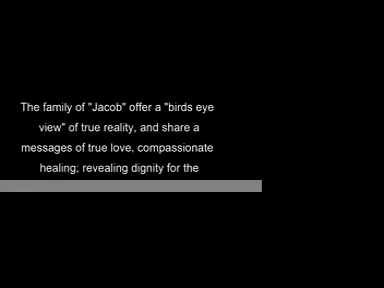 The family of "Jacob" offer a "birds eye
view" of true reality, and share a
messages of true love, compassionate
healing; revealing dignity for the